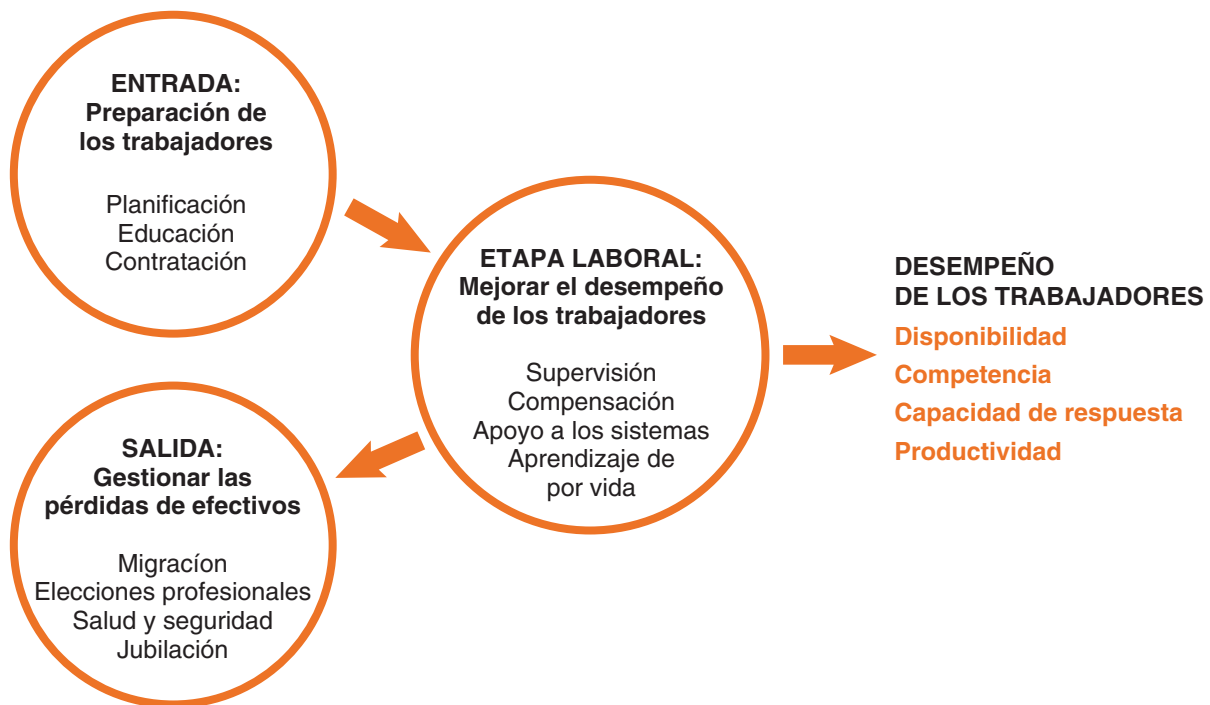 ENTRADA:
Preparación de
los trabajadores
Planificación
Educación
Contratación
ETAPA LABORAL:
Mejorar el desempeño
de los trabajadores
Supervisión
Compensación
Apoyo a los sistemas
Aprendizaje de
por vida
DESEMPEÑO
DE LOS TRABAJADORES
Disponibilidad
Competencia
Capacidad de respuesta
Productividad
SALIDA:
Gestionar las
pérdidas de efectivos
Migracíon
Elecciones profesionales
Salud y seguridad
Jubilación